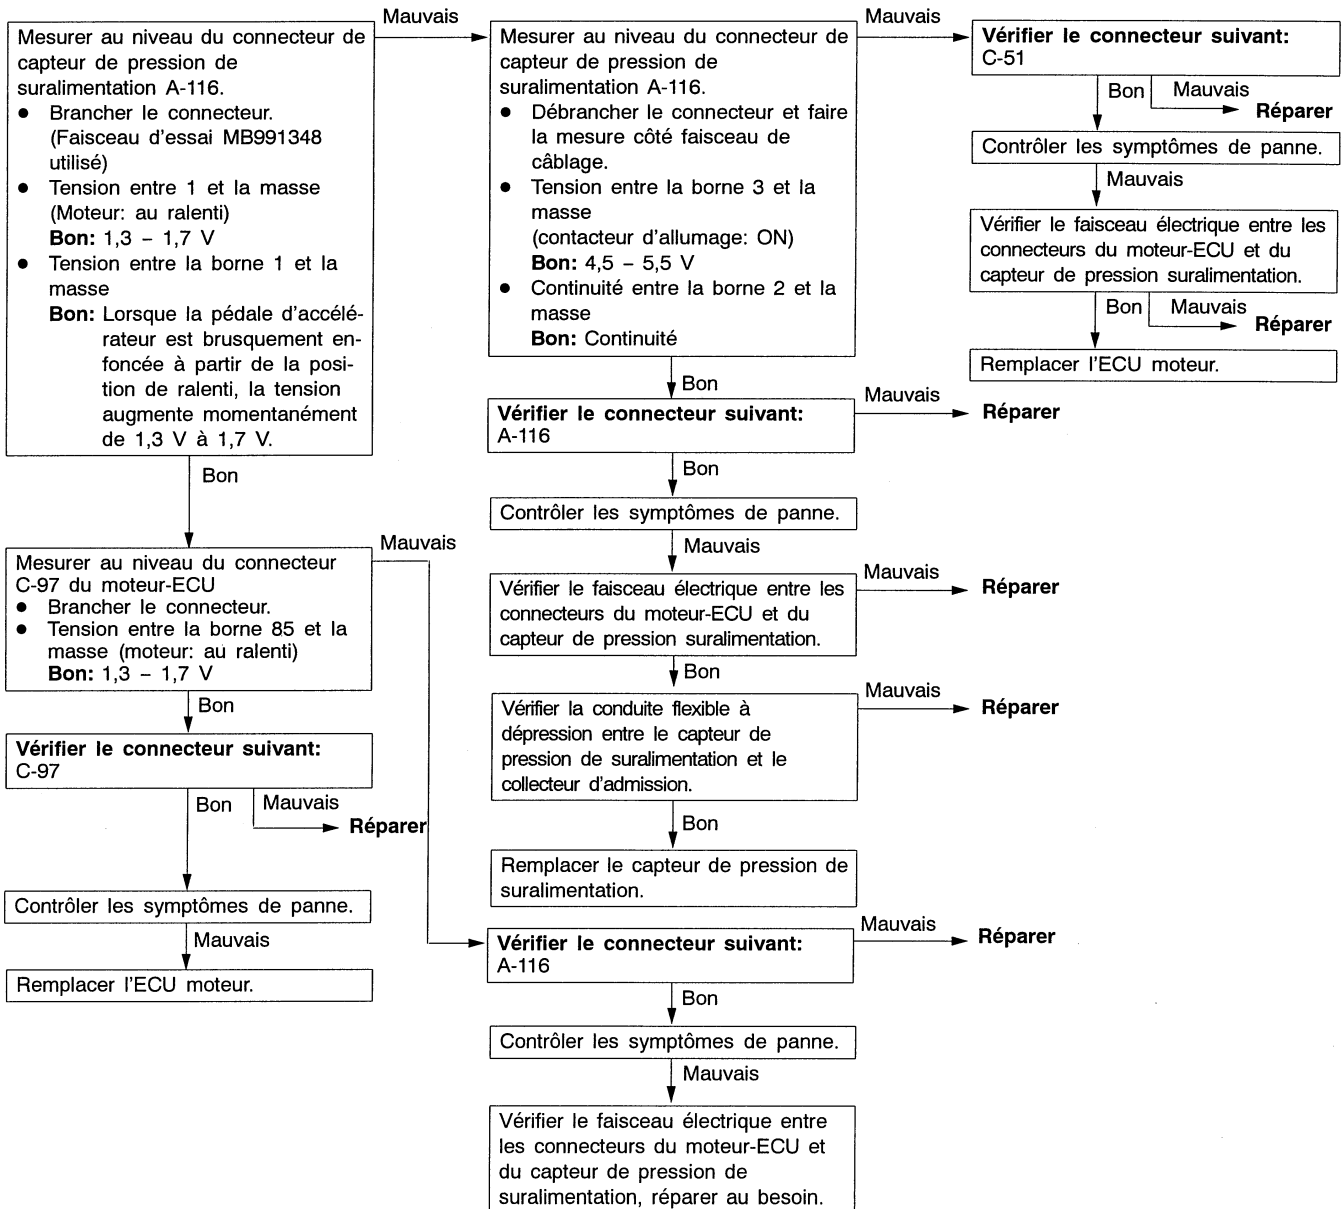 Mesurer au niveau du connecteur de
capteur de pression de
suralimentation A-116.
● Brancher le connecteur.
(Faisceau d'essai MB991348
utilisé)
● Tension entre 1 et la masse
(Moteur: au ralenti)
Bon: 1,3 – 1,7 V
● Tension entre la borne 1 et la
masse
Bon: Lorsque la pédale d'accélé-
rateur est brusquement en-
foncée à partir de la posi-
tion de ralenti, la tension
augmente momentanément
de 1,3 V à 1,7 V.
Mauvais
Bon
Mesurer au niveau du connecteur
C-97 du moteur-ECU
● Brancher le connecteur.
● Tension entre la borne 85 et la
masse (moteur: au ralenti)
Bon: 1,3 – 1,7 V
Mauvais
Bon
Vérifier le connecteur suivant:
C-97
Bon
Mauvais
Réparer
Contrôler les symptômes de panne.
Mauvais
Remplacer l'ECU moteur.
Mesurer au niveau du connecteur de
capteur de pression de
suralimentation A-116.
● Débrancher le connecteur et faire
la mesure côté faisceau de
câblage.
● Tension entre la borne 3 et la
masse
(contacteur d'allumage: ON)
Bon: 4,5 – 5,5 V
● Continuité entre la borne 2 et la
masse
Bon: Continuité
Mauvais
Bon
Vérifier le connecteur suivant:
A-116
Mauvais
Réparer
Bon
Contrôler les symptômes de panne.
Mauvais
Vérifier le faisceau électrique entre les
connecteurs du moteur-ECU et du
capteur de pression suralimentation.
Mauvais
Réparer
Bon
Vérifier la conduite flexible à
dépression entre le capteur de
pression de suralimentation et le
collecteur d'admission.
Mauvais
Réparer
Bon
Remplacer le capteur de pression de
suralimentation.
Vérifier le connecteur suivant:
A-116
Mauvais
Réparer
Bon
Contrôler les symptômes de panne.
Mauvais
Vérifier le faisceau électrique entre
les connecteurs du moteur-ECU et
du capteur de pression de
suralimentation, réparer au besoin.
Vérifier le connecteur suivant:
C-51
Bon
Mauvais
Réparer
Contrôler les symptômes de panne.
Mauvais
Vérifier le faisceau électrique entre les
connecteurs du moteur-ECU et du
capteur de pression suralimentation.
Bon
Mauvais
Réparer
Remplacer l'ECU moteur.